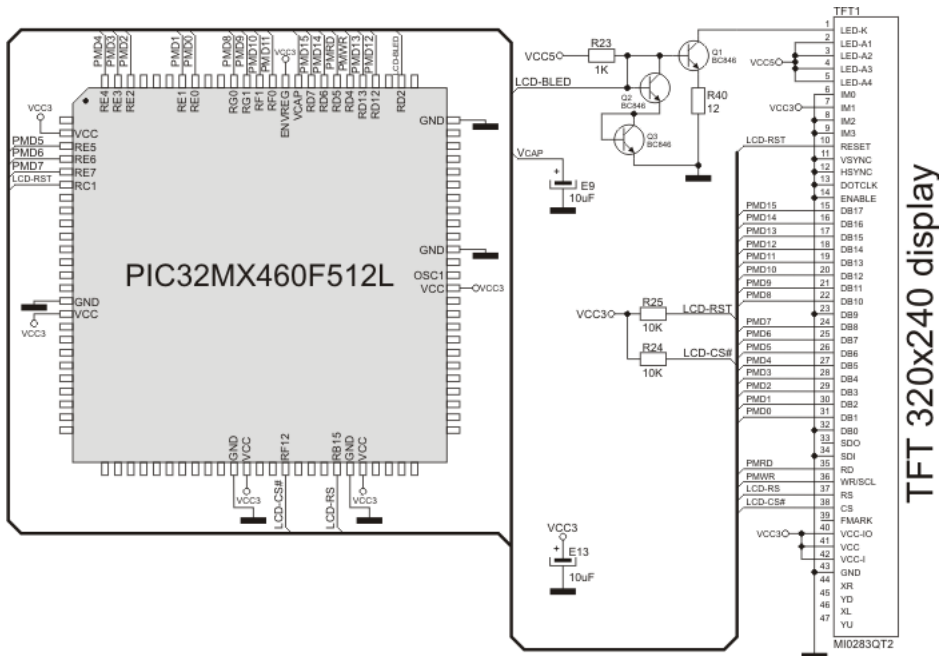 PMD4
PMD3
PMD2
PMD1
PMD0
PMD8
PMD9
PMD10
PMD11
VCC3
VCAP
PMD15
PMD14
PMRD
PMWR
PMD13
PMD12
LCD-BLED
RE4
RE3
RE2
RE1
RE0
RG0
RG1
RF1
RF0
ENVREG
VCAP
RD7
RD6
RD5
RD4
RD13
RD12
RD2
VCC3
VCC
PMD5 RE5
PMD6 RE6
PMD7 RE7
LCD-RST RC1
GND
VCC
VCC3
PIC32MX460F512L
GND
GND
OSC1
VCC VCC3
GND
VCC
RF12
RB15
GND
VCC
VCC3
LCD-CS#
LCD-RS
VCC3
VCC5 R23
1K
LCD-BLED
Q1
BC846
Q2
BC846
Q3
BC846
R40
12
VCAP
+ E9
10uF
VCC3 R25 LCD-RST
10K
R24 LCD-CS#
10K
VCC3
+ E13
10uF
TFT1
1 LED-K
2 LED-A1
3 LED-A2
VCC5 4 LED-A3
5 LED-A4
6 IM0
VCC3 7 IM1
8 IM2
9 IM3
LCD-RST 10 RESET
11 VSYNC
12 HSYNC
13 DOTCLK
14 ENABLE
PMD15 15 DB17
PMD14 16 DB16
PMD13 17 DB15
PMD12 18 DB14
PMD11 19 DB13
PMD10 20 DB12
PMD9 21 DB11
PMD8 22 DB10
23 DB9
PMD7 24 DB8
PMD6 25 DB7
PMD5 26 DB6
PMD4 27 DB5
PMD3 28 DB4
PMD2 29 DB3
PMD1 30 DB2
PMD0 31 DB1
32 DB0
33 SDO
34 SDI
PMRD 35 RD
PMWR 36 WR/SCL
LCD-RS 37 RS
LCD-CS# 38 CS
39 FMARK
VCC3 40 VCC-IO
41 VCC
42 VCC-I
43 GND
44 XR
45 YD
46 XL
47 YU
MI0283QT2
TFT 320x240 display